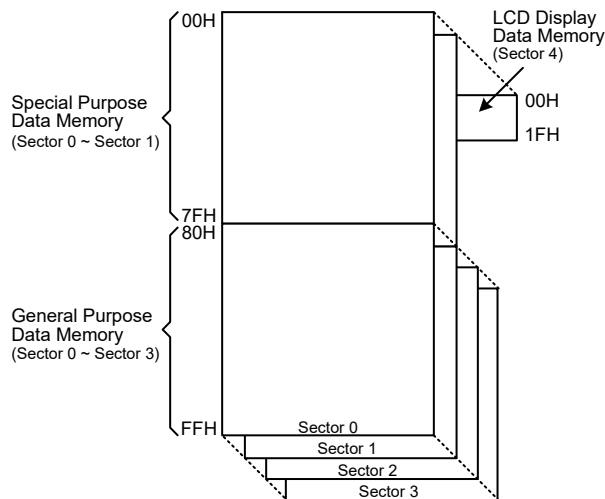 00H
LCD Display
Data Memory
(Sector 4)
00H
1FH
Special Purpose
Data Memory
(Sector 0 ~ Sector 1)
7FH
80H
General Purpose
Data Memory
(Sector 0 ~ Sector 3)
FFH
Sector 0
Sector 1
Sector 2
Sector 3